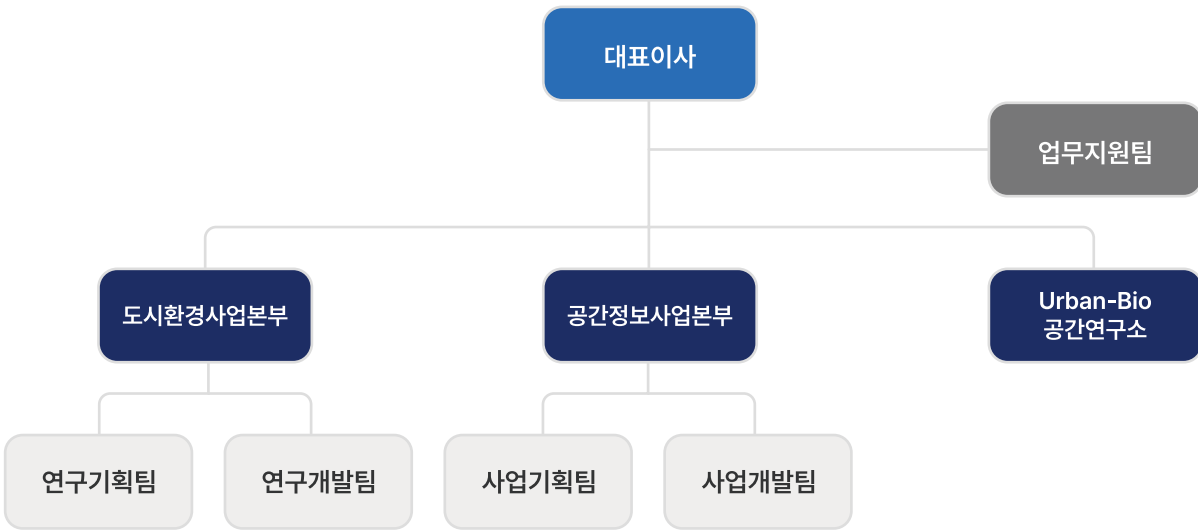 대표이사
업무지원팀
도시환경사업본부
공간정보사업본부
Urban-Bio
공간연구소
연구기획팀
연구개발팀
사업기획팀
사업개발팀